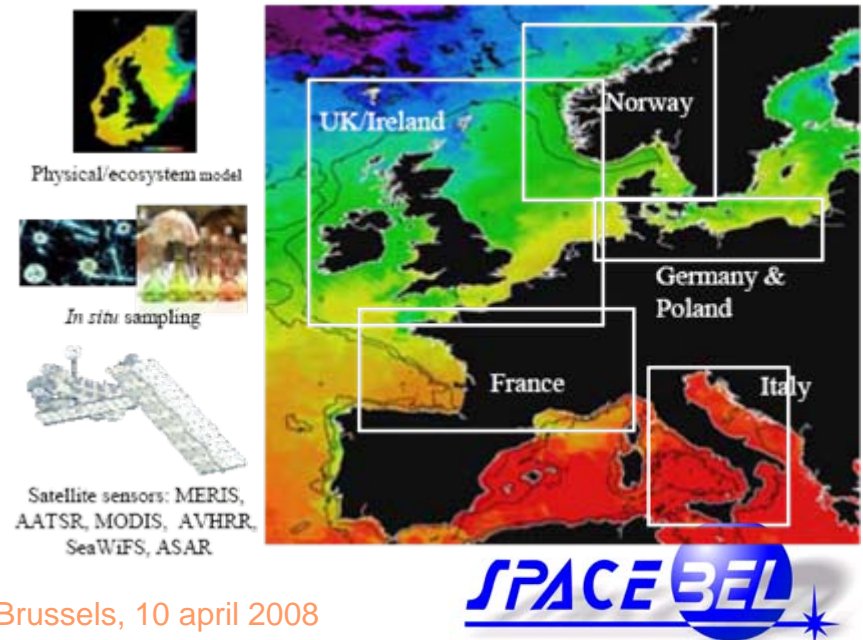 Physical/ecosystem model
In situ sampling
Satellite sensors: MERIS,
AATSR, MODIS, AVHRR,
SeaWiFS, ASAR
UK/Ireland
Norway
Germany &
Poland
France
Italy
SPACEBEL
Brussels, 10 april 2008